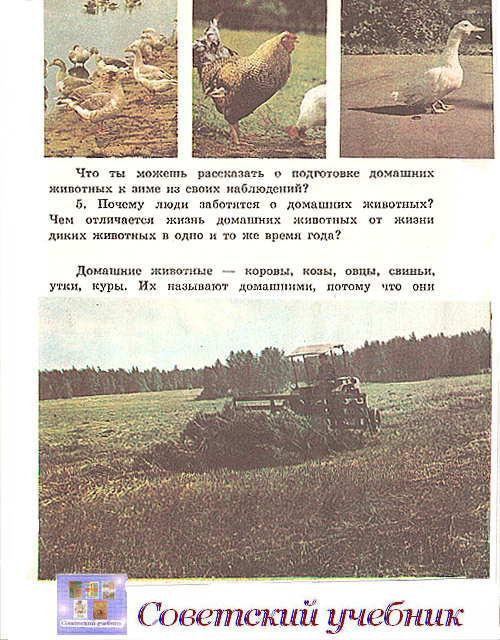 Что ты можешь рассказать о подготовке домашних
животных к зиме из своих наблюдений?
5. Почему люди заботятся о домашних животных?
Чем отличается жизнь домашних животных от жизни
диких животных в одно и то же время года?
Домашние животные — коровы, козы, овцы, свиньи,
утки, куры. Их называют домашними, потому что они
Советский учебник
Советский учебник